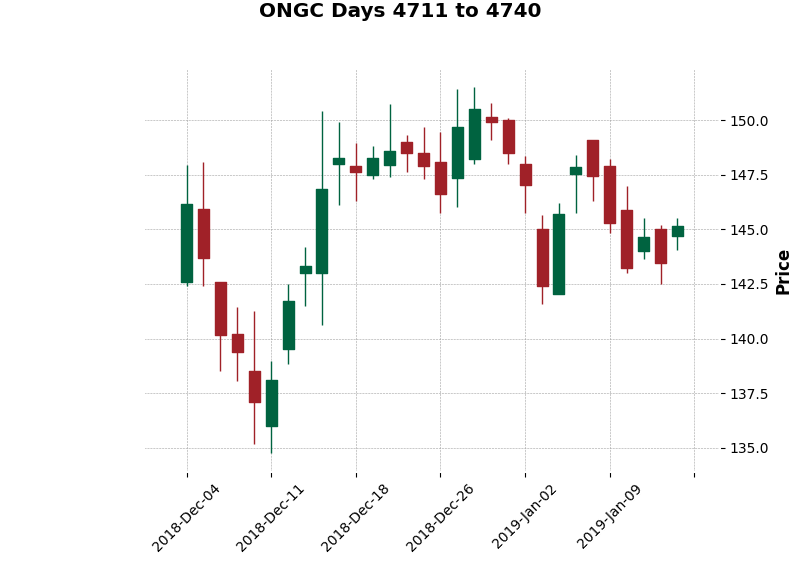 ONGC Days 4711 to 4740
150.0
147.5
145.0
142.5
140.0
137.5
135.0
Price
2018-Dec-04
2018-Dec-11
2018-Dec-18
2018-Dec-26
2019-Jan-02
2019-Jan-09